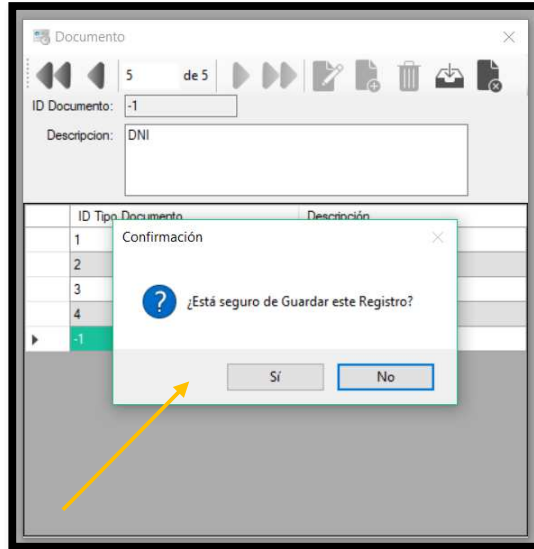 Documento
5 de 5
ID Documento: -1
Descripcion: DNI
ID Tipo Documento Descripción
1
2
3
4
-1
Confirmación
¿Está seguro de Guardar este Registro?
Sí No